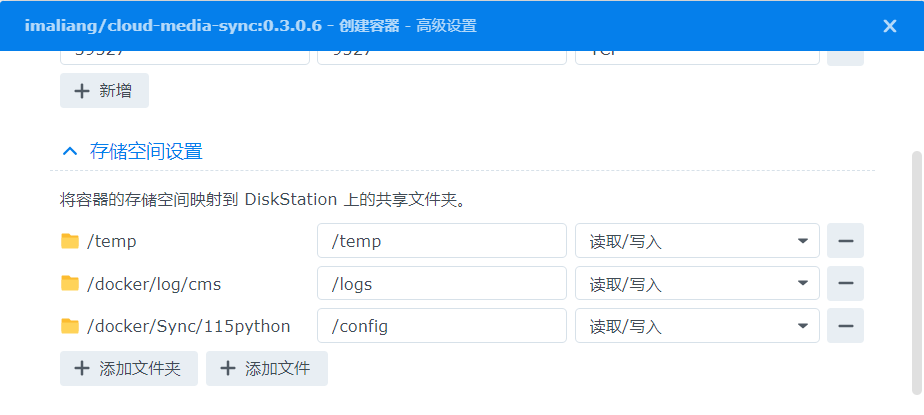 imaliang/cloud-media-sync:0.3.0.6 - 创建容器 - 高级设置
新增
存储空间设置
将容器的存储空间映射到 DiskStation 上的共享文件夹。
/temp /temp 读取/写入
/docker/log/cms /logs 读取/写入
/docker/Sync/115python /config 读取/写入
添加文件夹 添加文件